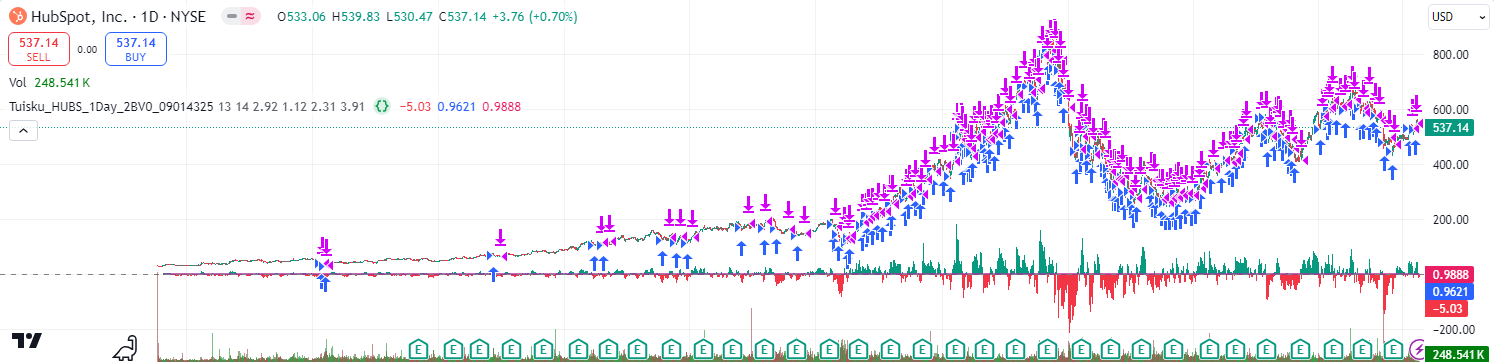 HubSpot, Inc. · 1D · NYSE O533.06 H539.83 L530.47 C537.14 +3.76 (+0.70%)
USD
537.14 0.00 537.14
SELL BUY
Vol 248.541 K
Tuisku_HUBS_1Day_2BV0_09014325 13 14 2.92 1.12 2.31 3.91 {} −5.03 0.9621 0.9888
800.00
600.00
537.14
400.00
200.00
0.9888
0.9621
−5.03
−200.00
E E E E E E E E E E E E E E E E E E E E E E E E E E E E E E E E
248.541 K